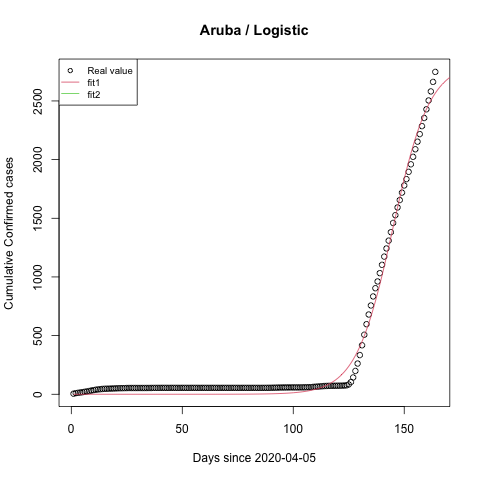 Aruba / Logistic
Real value
fit1
fit2
Cumulative Confirmed cases
2500
2000
1500
1000
500
0
0 50 100 150
Days since 2020-04-05